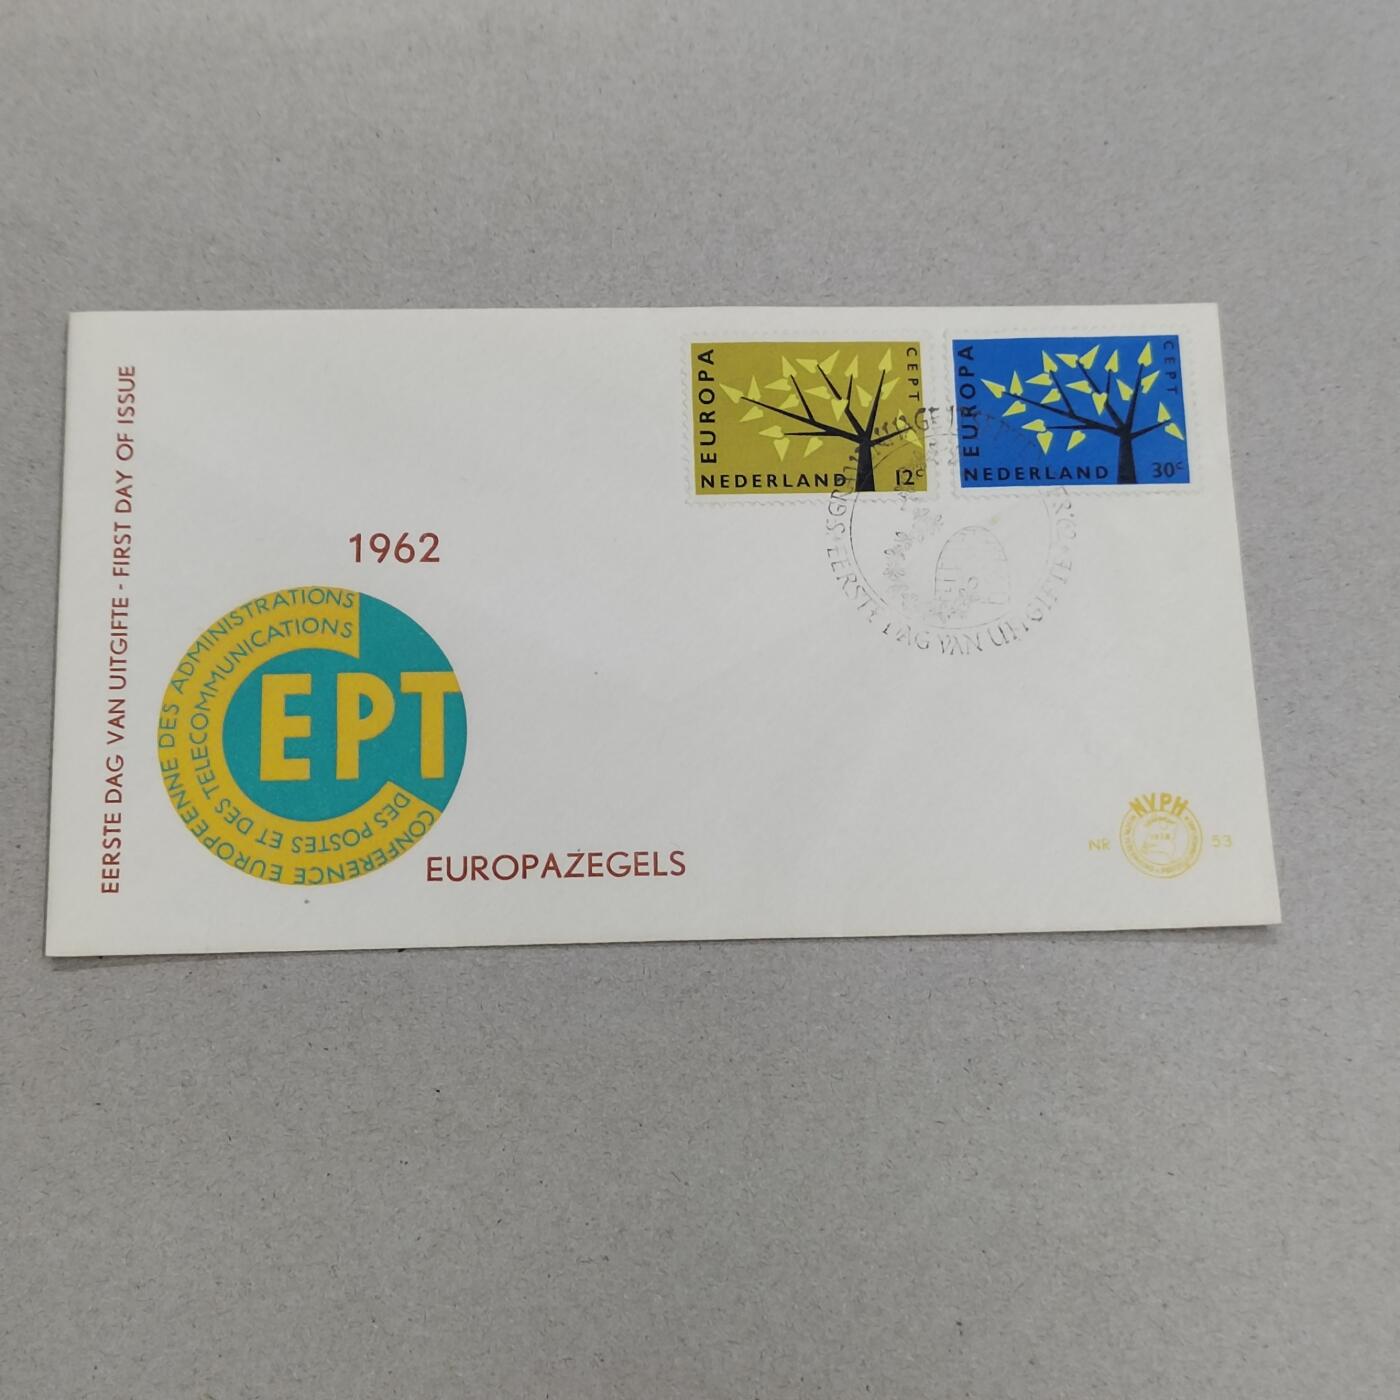 EERSTE DAG VAN UITGIFTE - FIRST DAY OF ISSUE
EUROPA
CEPT
NEDERLAND
12c
EUROPA
CEPT
NEDERLAND
30c
EERSTE DAG VAN UITGIFTE
1962
CONFERENCE EUROPEENNE DES ADMINISTRATIONS
DES POSTES ET DES TELECOMMUNICATIONS
EPT
EUROPAZEGELS
NR
NVPH
53